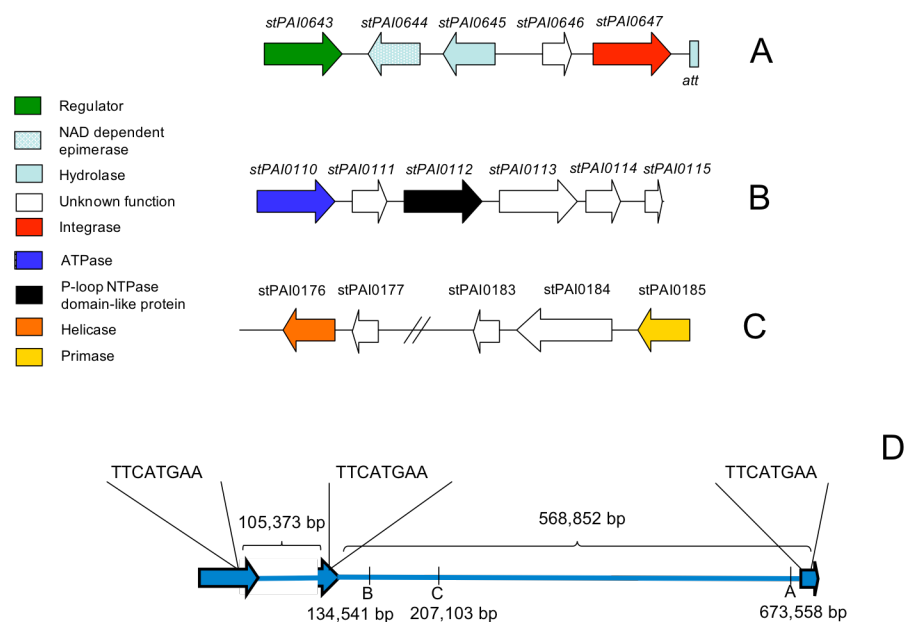 stPAI0643 stPAI0644 stPAI0645 stPAI0646 stPAI0647
A
att
Regulator
NAD dependent
epimerase
Hydrolase
Unknown function
Integrase
ATPase
P-loop NTPase
domain-like protein
Helicase
Primase
stPAI0110 stPAI0111 stPAI0112 stPAI0113 stPAI0114 stPAI0115
B
stPAI0176 stPAI0177 stPAI0183 stPAI0184 stPAI0185
C
D
TTCATGAA TTCATGAA TTCATGAA
105,373 bp 568,852 bp
B C A
134,541 bp 207,103 bp 673,558 bp